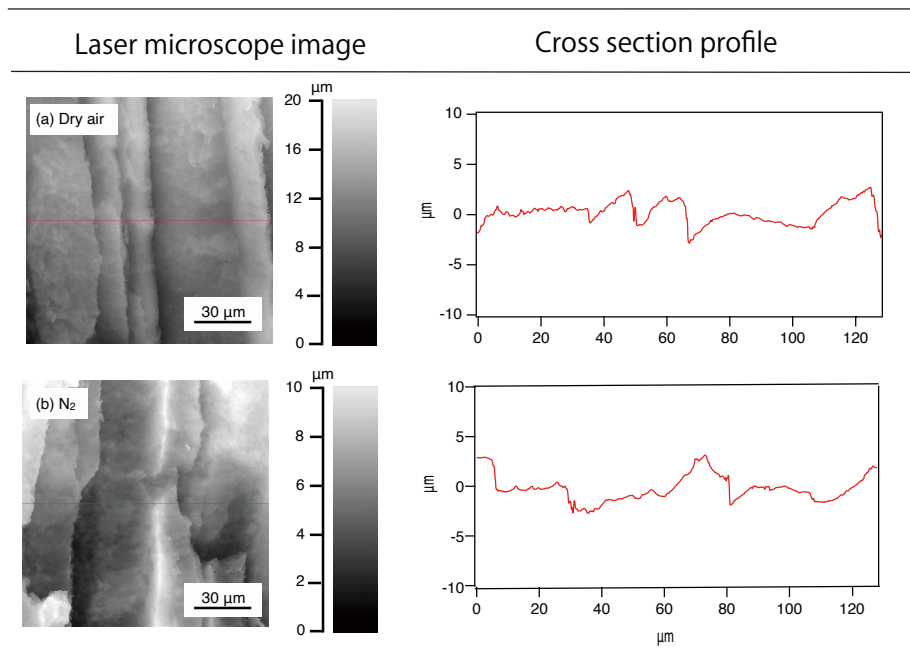 Laser microscope image
Cross section profile
(a) Dry air
30 μm
μm
20
16
12
8
4
0
μm
10
5
0
-5
-10
0 20 40 60 80 100 120
(b) N₂
30 μm
μm
10
8
6
4
2
0
μm
10
5
0
-5
-10
0 20 40 60 80 100 120
μm